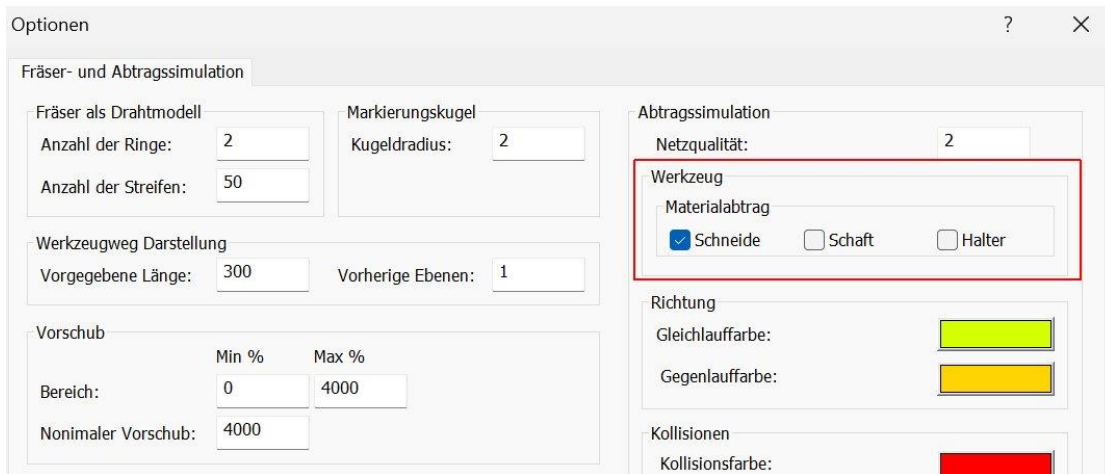 Optionen
?
Fräser- und Abtragssimulation
Fräser als Drahtmodell
Anzahl der Ringe: 2
Anzahl der Streifen: 50
Markierungskugel
Kugeldradius: 2
Werkzeugweg Darstellung
Vorgegebene Länge: 300 Vorherige Ebenen: 1
Vorschub
Min % Max %
Bereich: 0 4000
Nonimaler Vorschub: 4000
Abtragssimulation
Netzqualität: 2
Werkzeug
Materialabtrag
Schneide Schaft Halter
Richtung
Gleichlauffarbe:
Gegenlauffarbe:
Kollisionen
Kollisionsfarbe: